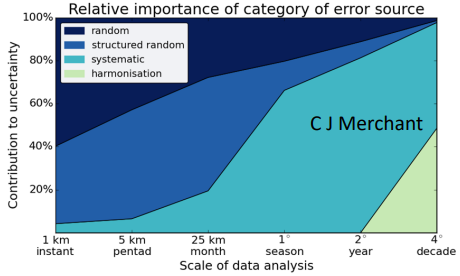 Relative importance of category of error source
100%
80%
60%
40%
20%
Contribution to uncertainty
random
structured random
systematic
harmonisation
C J Merchant
1 km
instant
5 km
pentad
25 km
month
1°
season
2°
year
4°
decade
Scale of data analysis